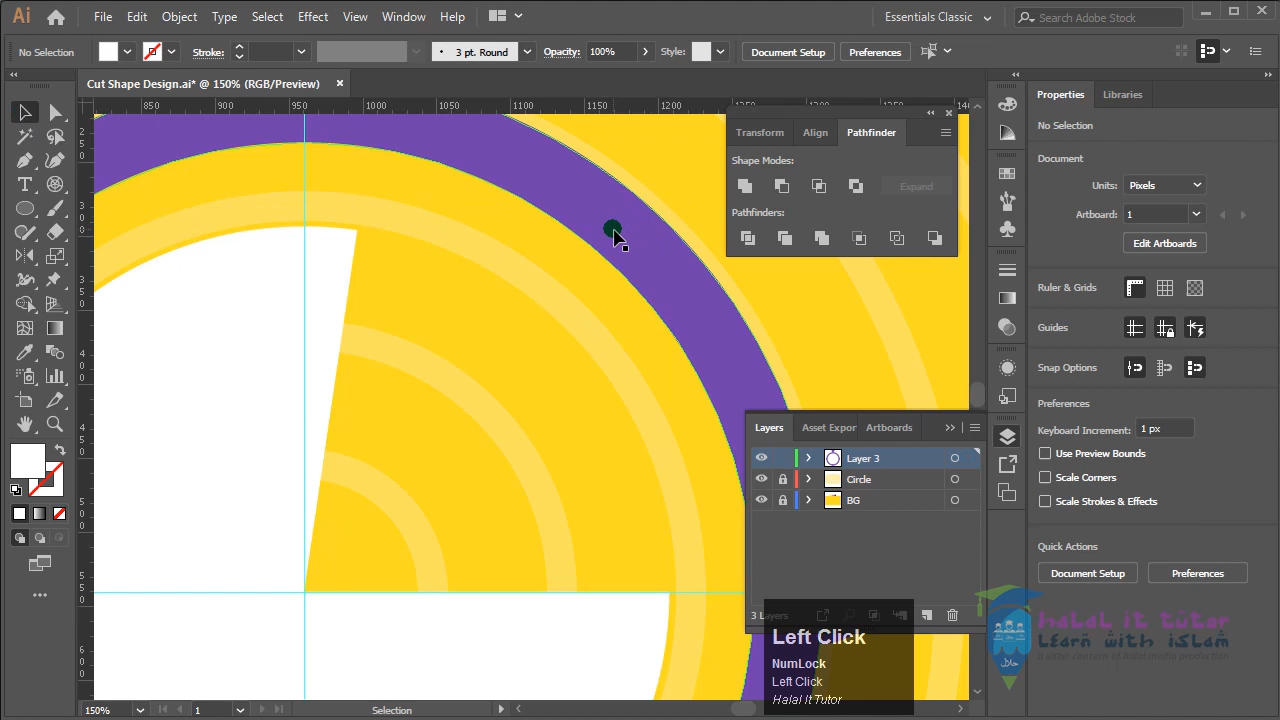 Ai File Edit Object Type Select Effect View Window Help Essentials Classic Search Adobe Stock
No Selection Stroke: 3 pt. Round Opacity: 100% Style: Document Setup Preferences
Cut Shape Design.ai* @ 150% (RGB/Preview)
850 900 950 1000 1050 1100 1150 1200
Transform Align Pathfinder
Shape Modes:
Expand
Pathfinders:
Properties Libraries
No Selection
Document
Units: Pixels
Artboard: 1
Edit Artboards
Ruler & Grids
Guides
Snap Options
Preferences
Keyboard Increment: 1 px
Use Preview Bounds
Scale Corners
Scale Strokes & Effects
Quick Actions
Document Setup Preferences
Layers Asset Expor Artboards
Layer 3
Circle
BG
3 Layers
Left Click
NumLock
Left Click
Halal It Tutor
halal it tutor
Learn with islam
حلال
150% 1 Selection